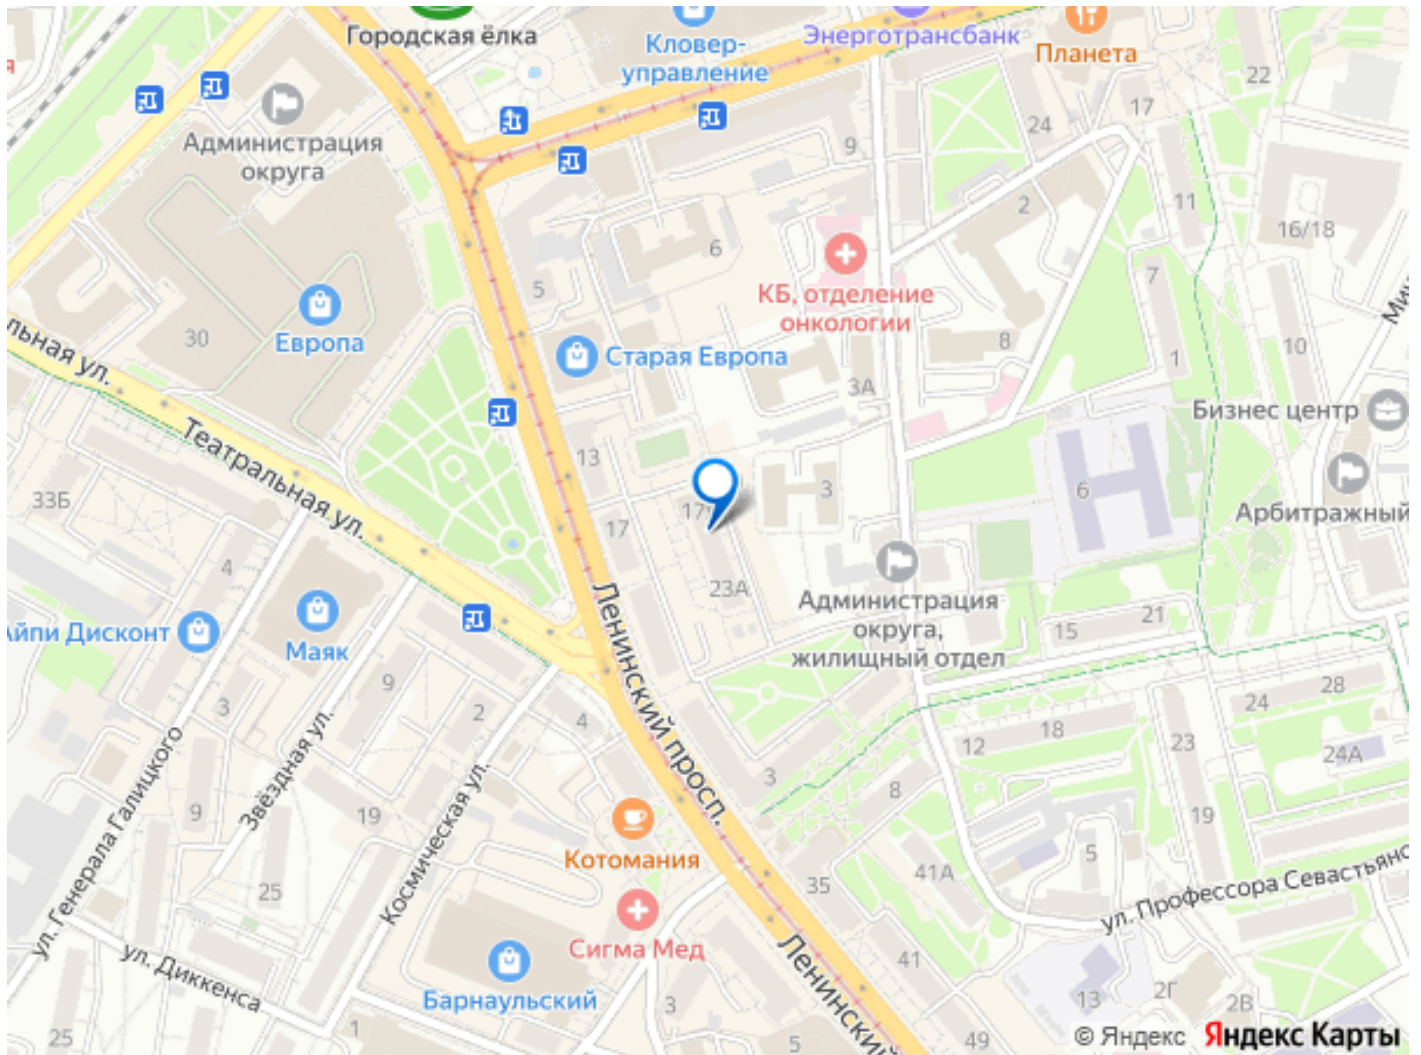 Городская ёлка
Кловер-
управление
Энерготрансбанк
Планета
я
22
17
24
9
Администрация
округа
2
11
16/18
6
5
КБ, отделение
онкологии
7
Европа
30
Старая Европа
8
1
10
3А
льная ул.
Бизнес центр
Театральная ул.
13
33Б
17
3
6
Арбитражный
17
4
23А
Администрация
округа,
жилищный отдел
21
15
Айпи Дисконт
Маяк
Ленинский просп.
9
3
2
4
28
24
18
12
23
24А
ул. Генерала Галицкого
Звёздная ул.
Космическая ул.
3
8
9
19
19
Котомания
5
41А
35
25
ул. Профессора Севастьянс
Сигма Мед
ул. Диккенса
Ленинский
41
Барнаульский
13
2Г
2В
3
25
1
5
49
© Яндекс Яндекс Карты